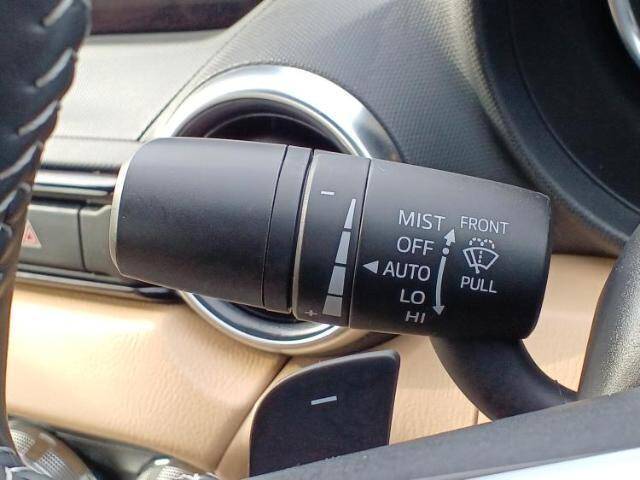 MIST
OFF
AUTO
LO
HI
FRONT
PULL
−
+
−